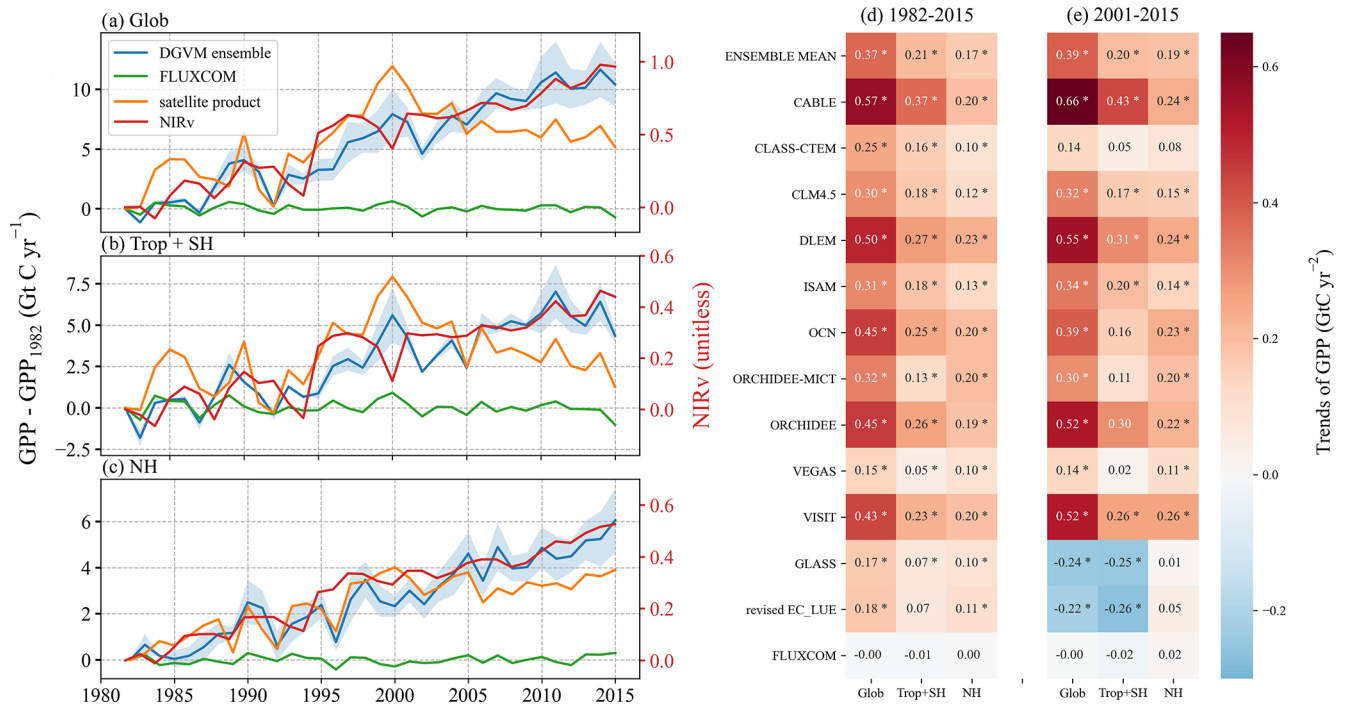 (a) Glob
DGVM ensemble
FLUXCOM
satellite product
NIRv
10
5
0
1.0
0.5
0.0
(b) Trop + SH
7.5
5.0
2.5
0.0
−2.5
0.6
0.4
0.2
0.0
(c) NH
6
4
2
0
0.6
0.4
0.2
0.0
1980 1985 1990 1995 2000 2005 2010 2015
GPP - GPP1982 (Gt C yr−1)
NIRv (unitless)
(d) 1982-2015 (e) 2001-2015
ENSEMBLE MEAN 0.37 * 0.21 * 0.17 * 0.39 * 0.20 * 0.19 *
CABLE 0.57 * 0.37 * 0.20 * 0.66 * 0.43 * 0.24 *
CLASS-CTEM 0.25 * 0.16 * 0.10 * 0.14 0.05 0.08
CLM4.5 0.30 * 0.18 * 0.12 * 0.32 * 0.17 * 0.15 *
DLEM 0.50 * 0.27 * 0.23 * 0.55 * 0.31 * 0.24 *
ISAM 0.31 * 0.18 * 0.13 * 0.34 * 0.20 * 0.14 *
OCN 0.45 * 0.25 * 0.20 * 0.39 * 0.16 0.23 *
ORCHIDEE-MICT 0.32 * 0.13 * 0.20 * 0.30 * 0.11 0.20 *
ORCHIDEE 0.45 * 0.26 * 0.19 * 0.52 * 0.30 0.22 *
VEGAS 0.15 * 0.05 * 0.10 * 0.14 * 0.02 0.11 *
VISIT 0.43 * 0.23 * 0.20 * 0.52 * 0.26 * 0.26 *
GLASS 0.17 * 0.07 * 0.10 * -0.24 * -0.25 * 0.01
revised EC_LUE 0.18 * 0.07 0.11 * -0.22 * -0.26 * 0.05
FLUXCOM -0.00 -0.01 0.00 -0.00 -0.02 0.02
Glob Trop+SH NH Glob Trop+SH NH
0.6
0.4
0.2
0.0
−0.2
Trends of GPP (GtC yr−2)